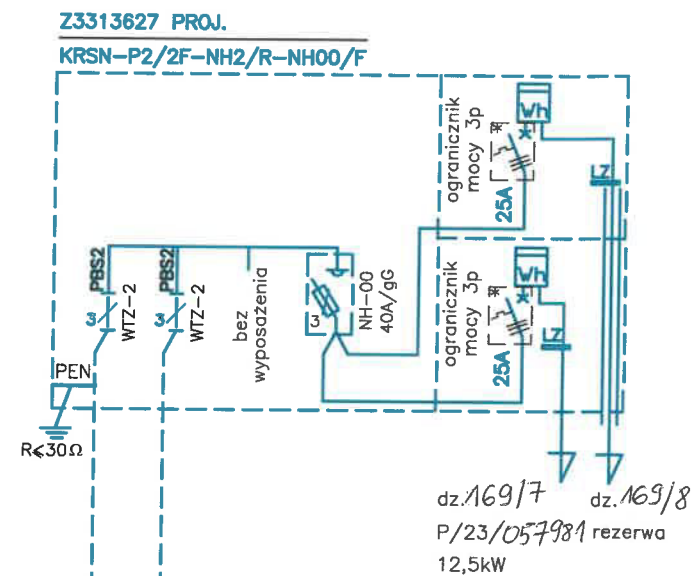 Z3313627 PROJ.
KRSN-P2/2F-NH2/R-NH00/F
ogranicznik
mocy 3p
25A
Wh
*
*
LZ
PBS2
3
WTZ-2
PBS2
3
WTZ-2
bez
wyposażenia
3
NH-00
40A/gG
ogranicznik
mocy 3p
25A
Wh
*
*
LZ
PEN
R⩽30Ω
dz.169/7
dz.169/8
P/23/057981 rezerwa
12,5kW